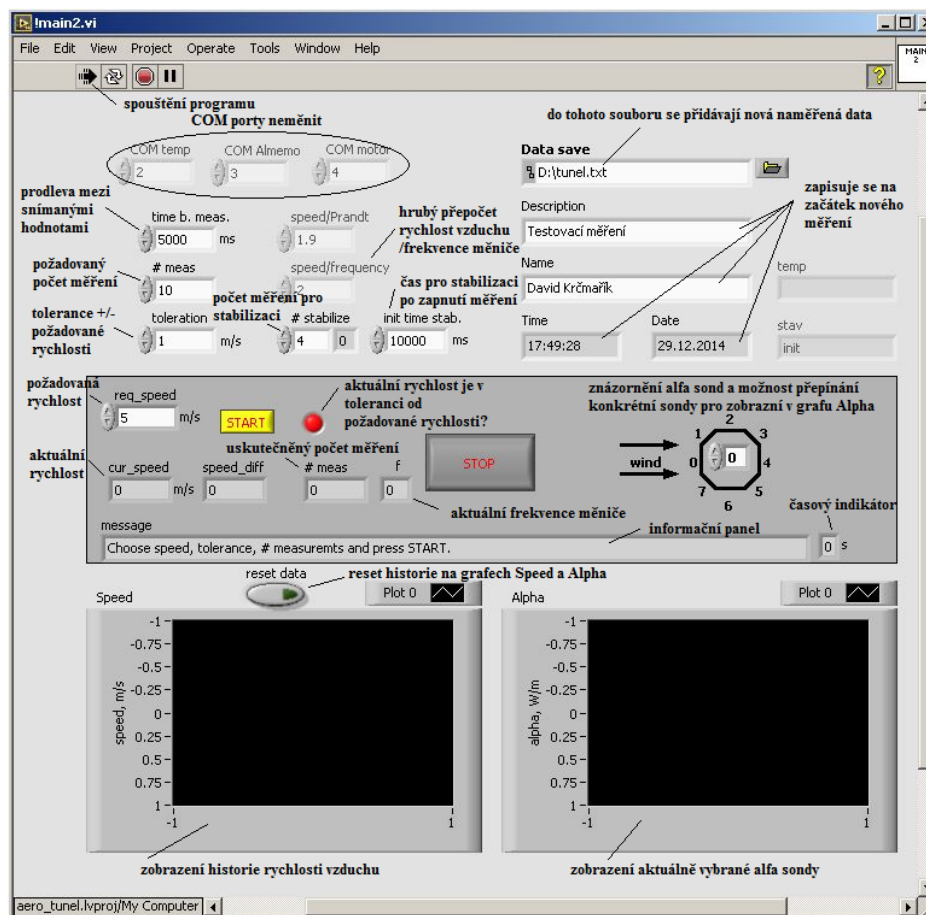 !main2.vi
File Edit View Project Operate Tools Window Help
MAIN
2
spouštění programu
COM porty neměnit
COM temp COM Almemo COM motor
2 3 4
do tohoto souboru se přidávají nová naměřená data
Data save
D:\tunel.txt
prodleva mezi
snímanými
hodnotami
time b. meas.
5000 ms
speed/Prandt
1.9
hrubý přepočet
rychlost vzduchu
/frekvence měniče
Description
Testovací měření
zapisuje se na
začátek nového
měření
požadovaný
počet měření
# meas
10
speed/frequency
2
Name
David Krčmařík
temp
počet měření pro
stabilizaci
čas pro stabilizaci
po zapnutí měření
tolerance +/-
požadované
rychlosti
toleration
1 m/s
# stabilize
4 0
init time stab.
10000 ms
Time
17:49:28
Date
29.12.2014
stav
init
požadovaná
rychlost
req_speed
5 m/s
START
aktuální rychlost je v
toleranci od
požadované rychlosti?
znázornění alfa sond a možnost přepínání
konkrétní sondy pro zobrazní v grafu Alpha
uskutečněný počet měření
STOP
wind
0
0 1 2 3 4 5 6 7
aktuální
rychlost
cur_speed speed_diff # meas f
0 m/s 0 0 0
aktuální frekvence měniče
časový indikátor
informační panel
message
Choose speed, tolerance, # measuremts and press START.
0 s
reset data
reset historie na grafech Speed a Alpha
Speed
Plot 0
-1
-0.75
-0.5
-0.25
0
0.25
0.5
0.75
1
speed, m/s
-1 1
Alpha
Plot 0
-1
-0.75
-0.5
-0.25
0
0.25
0.5
0.75
1
alpha, W/m
-1 1
zobrazení historie rychlosti vzduchu
zobrazení aktuálně vybrané alfa sondy
aero_tunel.lvproj/My Computer